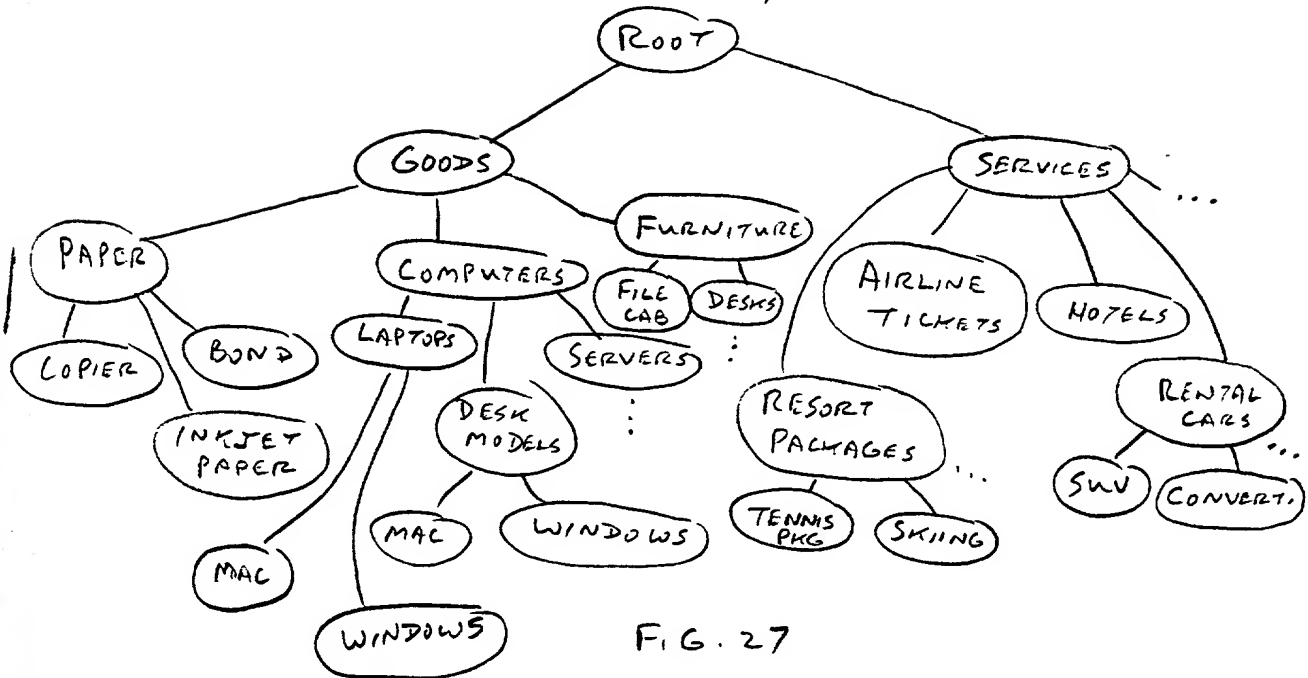 ROOT
GOODS
SERVICES
...
PAPER
COMPUTERS
FURNITURE
AIRLINE
TICKETS
HOTELS
FILE
CAB
DESKS
COPIER
BOND
INKJET
PAPER
LAPTOPS
SERVERS
DESK
MODELS
RESORT
PACKAGES
...
RENTAL
CARS
...
MAC
WINDOWS
MAC
WINDOWS
TENNIS
PKG
SKIING
SUV
CONVERT.
FIG. 27